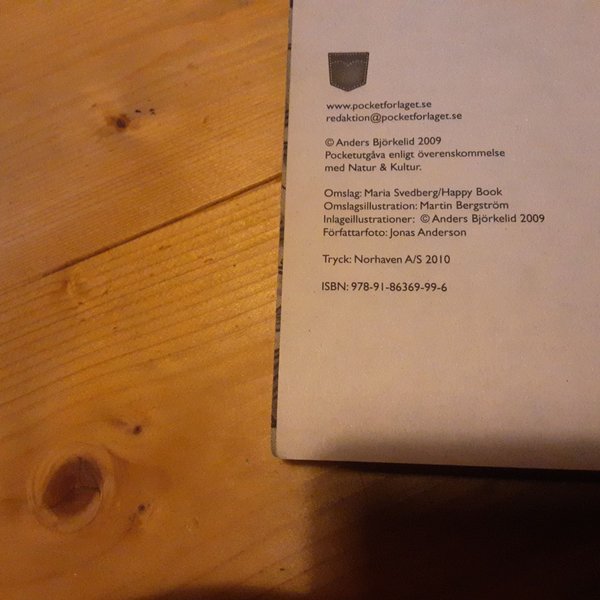 www.pocketforlaget.se
redaktion@pocketforlaget.se
© Anders Björkelid 2009
Pocketutgåva enligt överenskommelse
med Natur & Kultur.
Omslag: Maria Svedberg/Happy Book
Omslagsillustration: Martin Bergström
Inlageillustrationer: © Anders Björkelid 2009
Författarfoto: Jonas Anderson
Tryck: Norhaven A/S 2010
ISBN: 978-91-86369-99-6